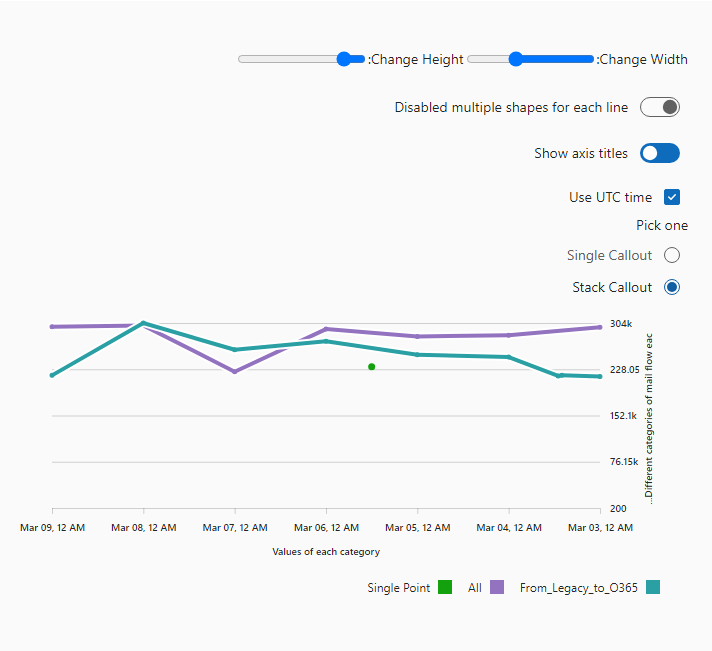 :Change Height :Change Width
Disabled multiple shapes for each line
Show axis titles
Use UTC time
Pick one
Single Callout
Stack Callout
304k
228.05
152.1k
76.15k
200
...Different categories of mail flow eac
Mar 09, 12 AM Mar 08, 12 AM Mar 07, 12 AM Mar 06, 12 AM Mar 05, 12 AM Mar 04, 12 AM Mar 03, 12 AM
Values of each category
Single Point All From_Legacy_to_O365